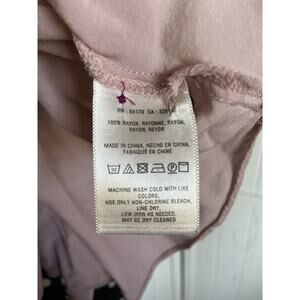 RN : 66170 CA :
100% RAYON, RAYONNE, RAYON,
RAYON, REYON
MADE IN CHINA, HECHO EN CHINA,
FABRIQUÉ EN CHINE
MACHINE WASH COLD WITH LIKE
COLORS,
USE ONLY NON-CHLORINE BLEACH,
LINE DRY,
LOW IRON AS NEEDED,
MAY BE DRY CLEANED